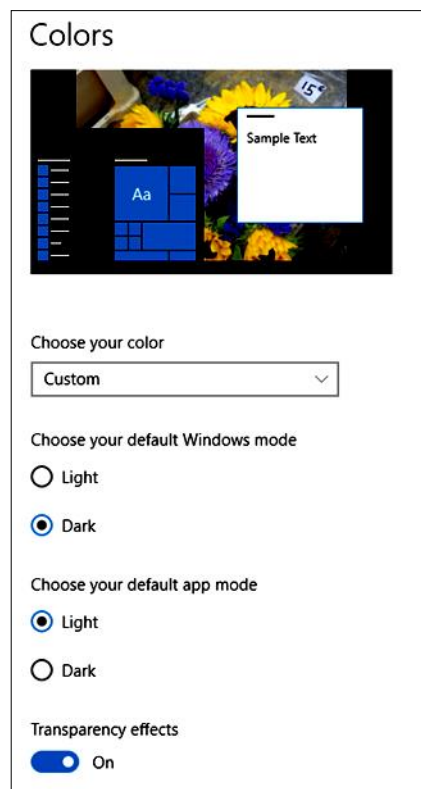 Colors
15¢
Sample Text
Aa
Choose your color
Custom
Choose your default Windows mode
Light
Dark
Choose your default app mode
Light
Dark
Transparency effects
On